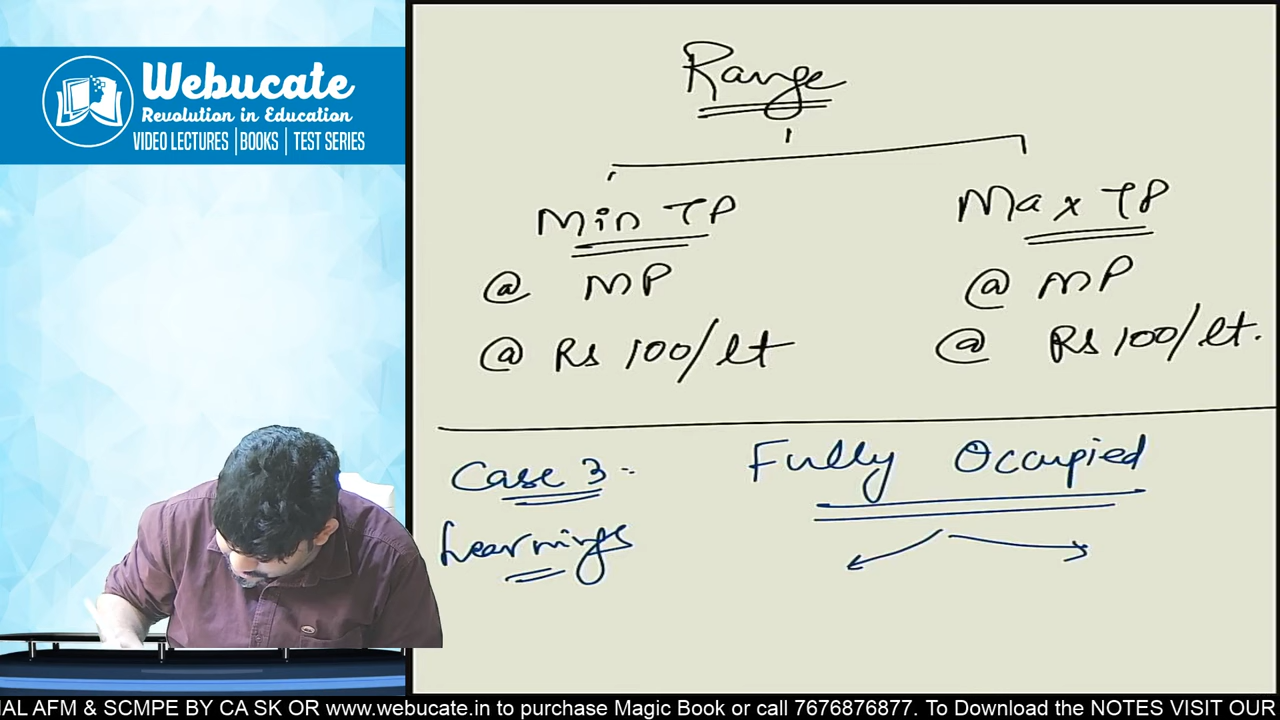 Webucate
Revolution in Education
VIDEO LECTURES | BOOKS | TEST SERIES
Range
Min TP
@ MP
@ Rs 100/lt
Max TP
@ MP
@ Rs 100/lt.
Case 3:
Learnings
Fully Occupied
NAL AFM & SCMPE BY CA SK OR www.webucate.in to purchase Magic Book or call 7676876877. To Download the NOTES VISIT OUR